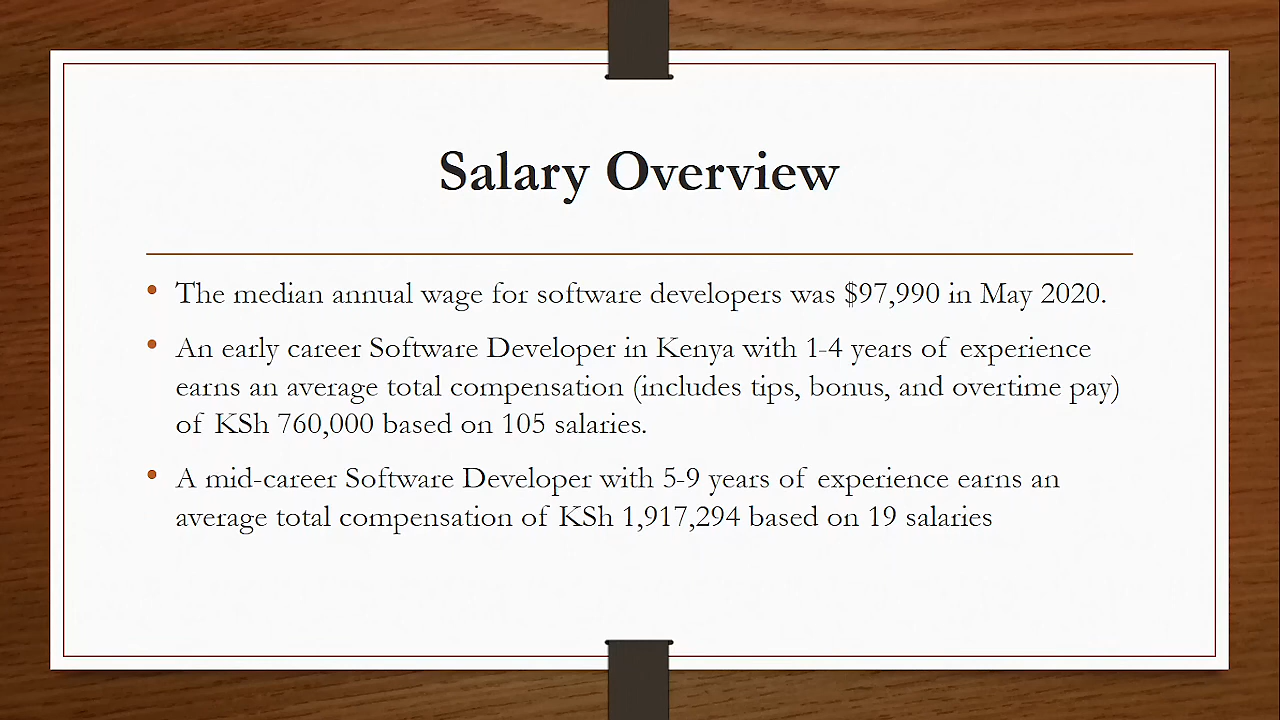 Salary Overview
• The median annual wage for software developers was $97,990 in May 2020.
• An early career Software Developer in Kenya with 1-4 years of experience
earns an average total compensation (includes tips, bonus, and overtime pay)
of KSh 760,000 based on 105 salaries.
• A mid-career Software Developer with 5-9 years of experience earns an
average total compensation of KSh 1,917,294 based on 19 salaries